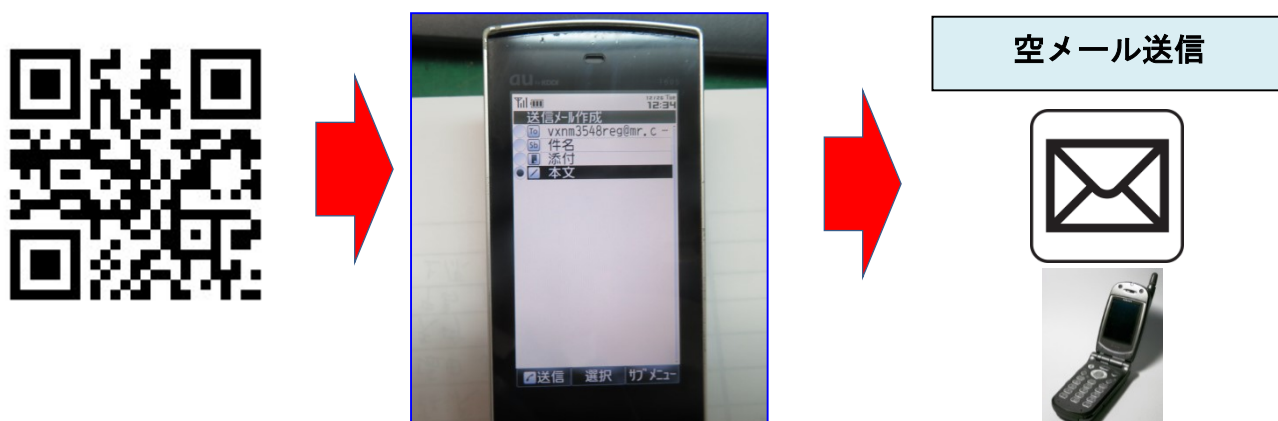 空メール送信
au
12:34
送信ﾒｰﾙ作成
To vxnm3548reg@mr.c
Sb 件名
添付
本文
送信 選択 ｻﾌﾞﾒﾆｭｰ